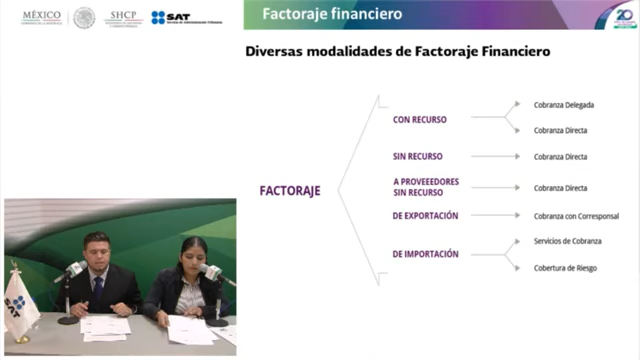 MÉXICO
SHCP
SAT
Factoraje financiero
20
Diversas modalidades de Factoraje Financiero
FACTORAJE
CON RECURSO
Cobranza Delegada
Cobranza Directa
SIN RECURSO
Cobranza Directa
A PROVEEEDORES
SIN RECURSO
Cobranza Directa
DE EXPORTACIÓN
Cobranza con Corresponsal
DE IMPORTACIÓN
Servicios de Cobranza
Cobertura de Riesgo
SAT